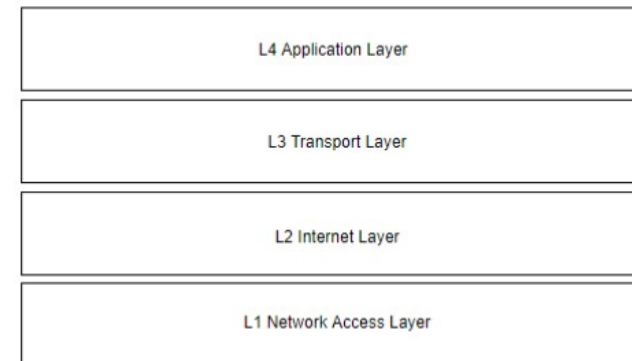 L4 Application Layer
L3 Transport Layer
L2 Internet Layer
L1 Network Access Layer